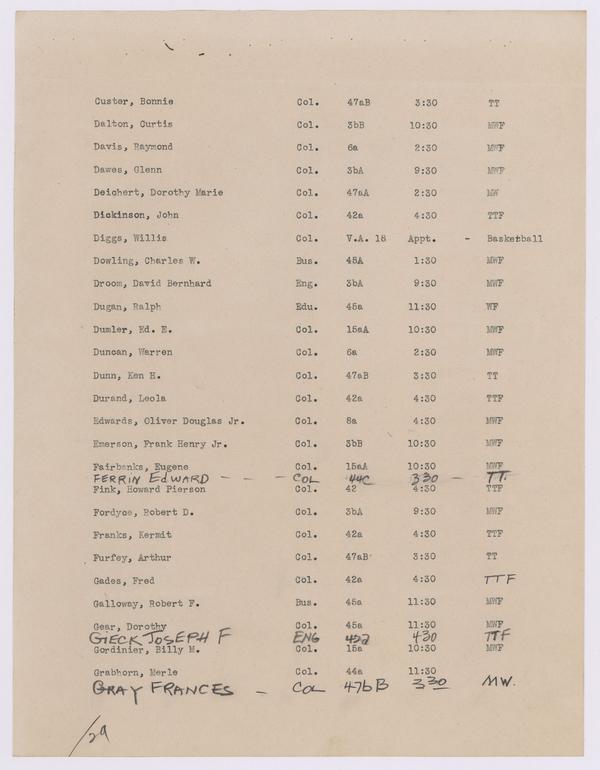 Custer, Bonnie Col. 47aB 3:30 TT
Dalton, Curtis Col. 3bB 10:30 MWF
Davis, Raymond Col. 6a 2:30 MWF
Dawes, Glenn Col. 3bA 9:30 MWF
Deichert, Dorothy Marie Col. 47aA 2:30 MW
Dickinson, John Col. 42a 4:30 TTF
Diggs, Willis Col. V.A. 18 Appt. - Basketball
Dowling, Charles W. Bus. 45A 1:30 MWF
Droom, David Bernhard Eng. 3bA 9:30 MWF
Dugan, Ralph Edu. 45a 11:30 WF
Dumler, Ed. E. Col. 15aA 10:30 MWF
Duncan, Warren Col. 6a 2:30 MWF
Dunn, Ken H. Col. 47aB 3:30 TT
Durand, Leola Col. 42a 4:30 TTF
Edwards, Oliver Douglas Jr. Col. 8a 4:30 MWF
Emerson, Frank Henry Jr. Col. 3bB 10:30 MWF
Fairbanks, Eugene Col. 15aA 10:30 MWF
FERRIN EDWARD - - - COL 44C 330 - TT.
Fink, Howard Pierson Col. 42 4:30 TTF
Fordyce, Robert D. Col. 3bA 9:30 MWF
Franks, Kermit Col. 42a 4:30 TTF
Furfey, Arthur Col. 47aB 3:30 TT
Gades, Fred Col. 42a 4:30 TTF
Galloway, Robert F. Bus. 45a 11:30 MWF
Gear, Dorothy Col. 45a 11:30 MWF
GIECK JOSEPH F ENG 422 430 TTF
Gordinier, Billy M. Col. 15a 10:30 MWF
Grabhorn, Merle Col. 44a 11:30
GRAY FRANCES - COL 47b B 330 MW.
/29